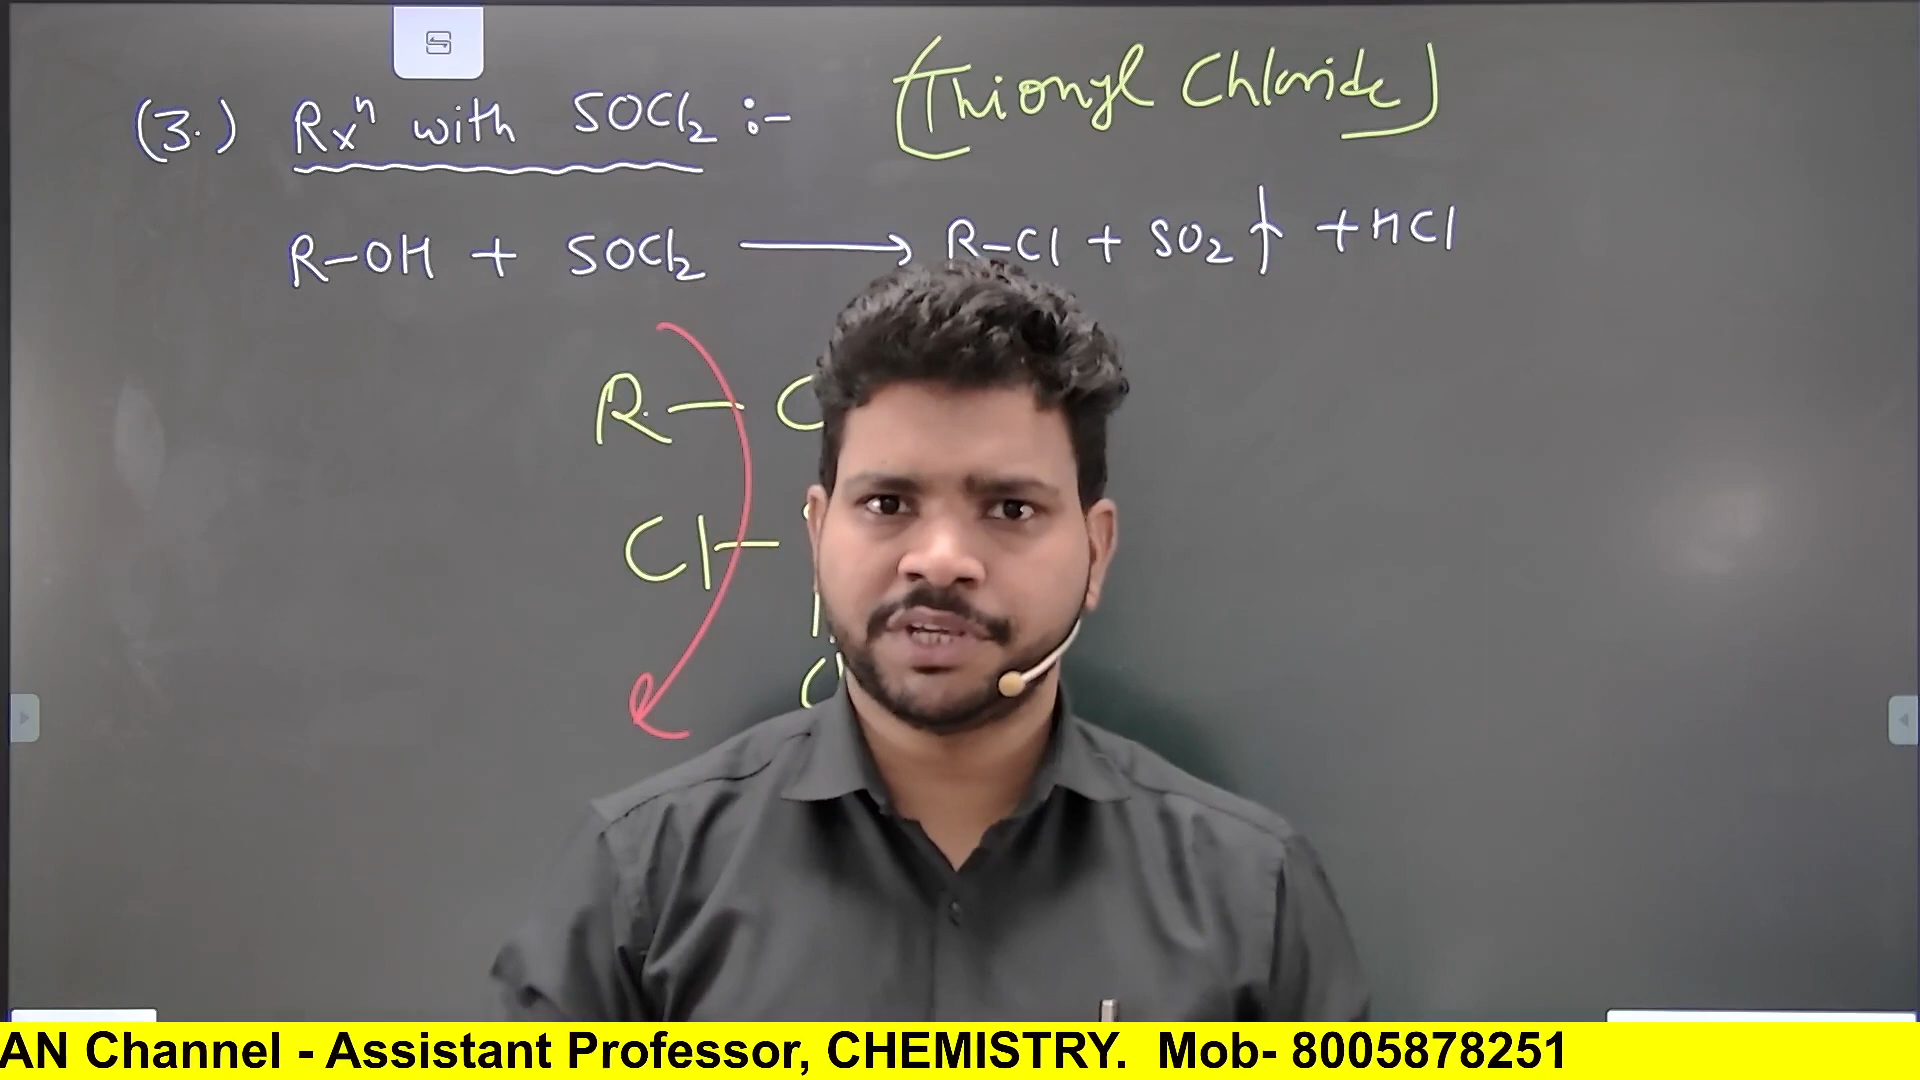 (3.) Rxⁿ with SOCl₂ :-
(Thionyl Chloride)
R-OH + SOCl₂ ⟶ R-Cl + SO₂↑ + HCl
R-
Cl-
AN Channel - Assistant Professor, CHEMISTRY. Mob- 8005878251